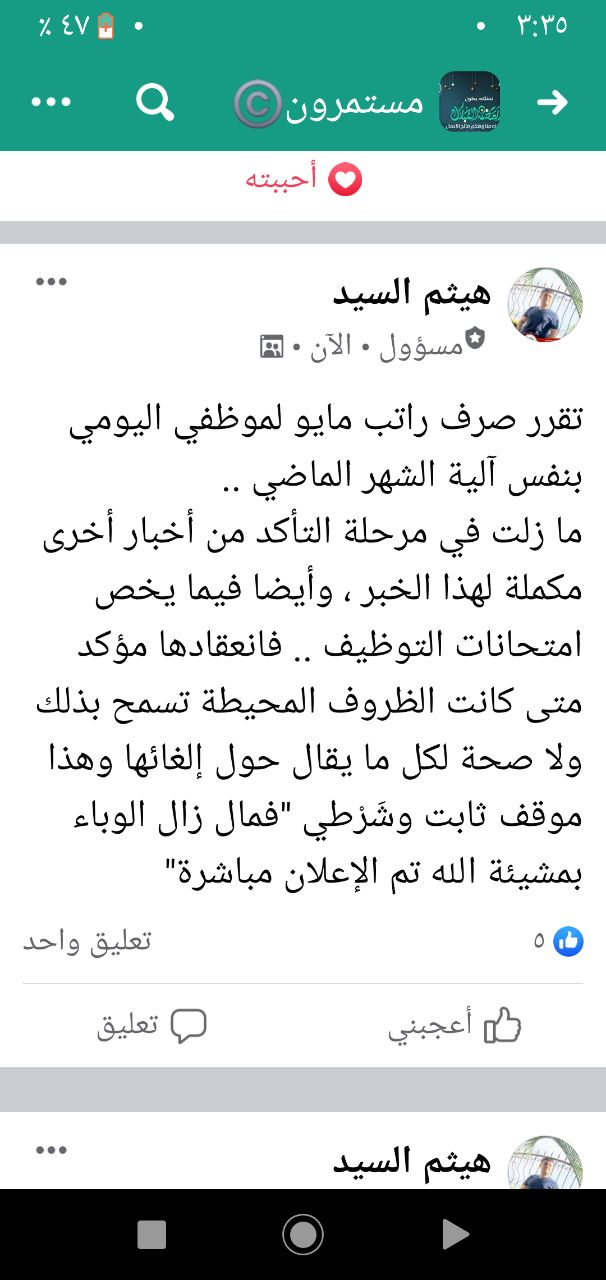 ٣:٣٥
٤٧ ٪
مستمرون©
أحببته
هيثم السيد
مسؤول • الآن •
تقرر صرف راتب مايو لموظفي اليومي
بنفس آلية الشهر الماضي ..
ما زلت في مرحلة التأكد من أخبار أخرى
مكملة لهذا الخبر ، وأيضا فيما يخص
امتحانات التوظيف .. فانعقادها مؤكد
متى كانت الظروف المحيطة تسمح بذلك
ولا صحة لكل ما يقال حول إلغائها وهذا
موقف ثابت وشَرْطي "فمال زال الوباء
بمشيئة الله تم الإعلان مباشرة"
٥
تعليق واحد
أعجبني
تعليق
هيثم السيد